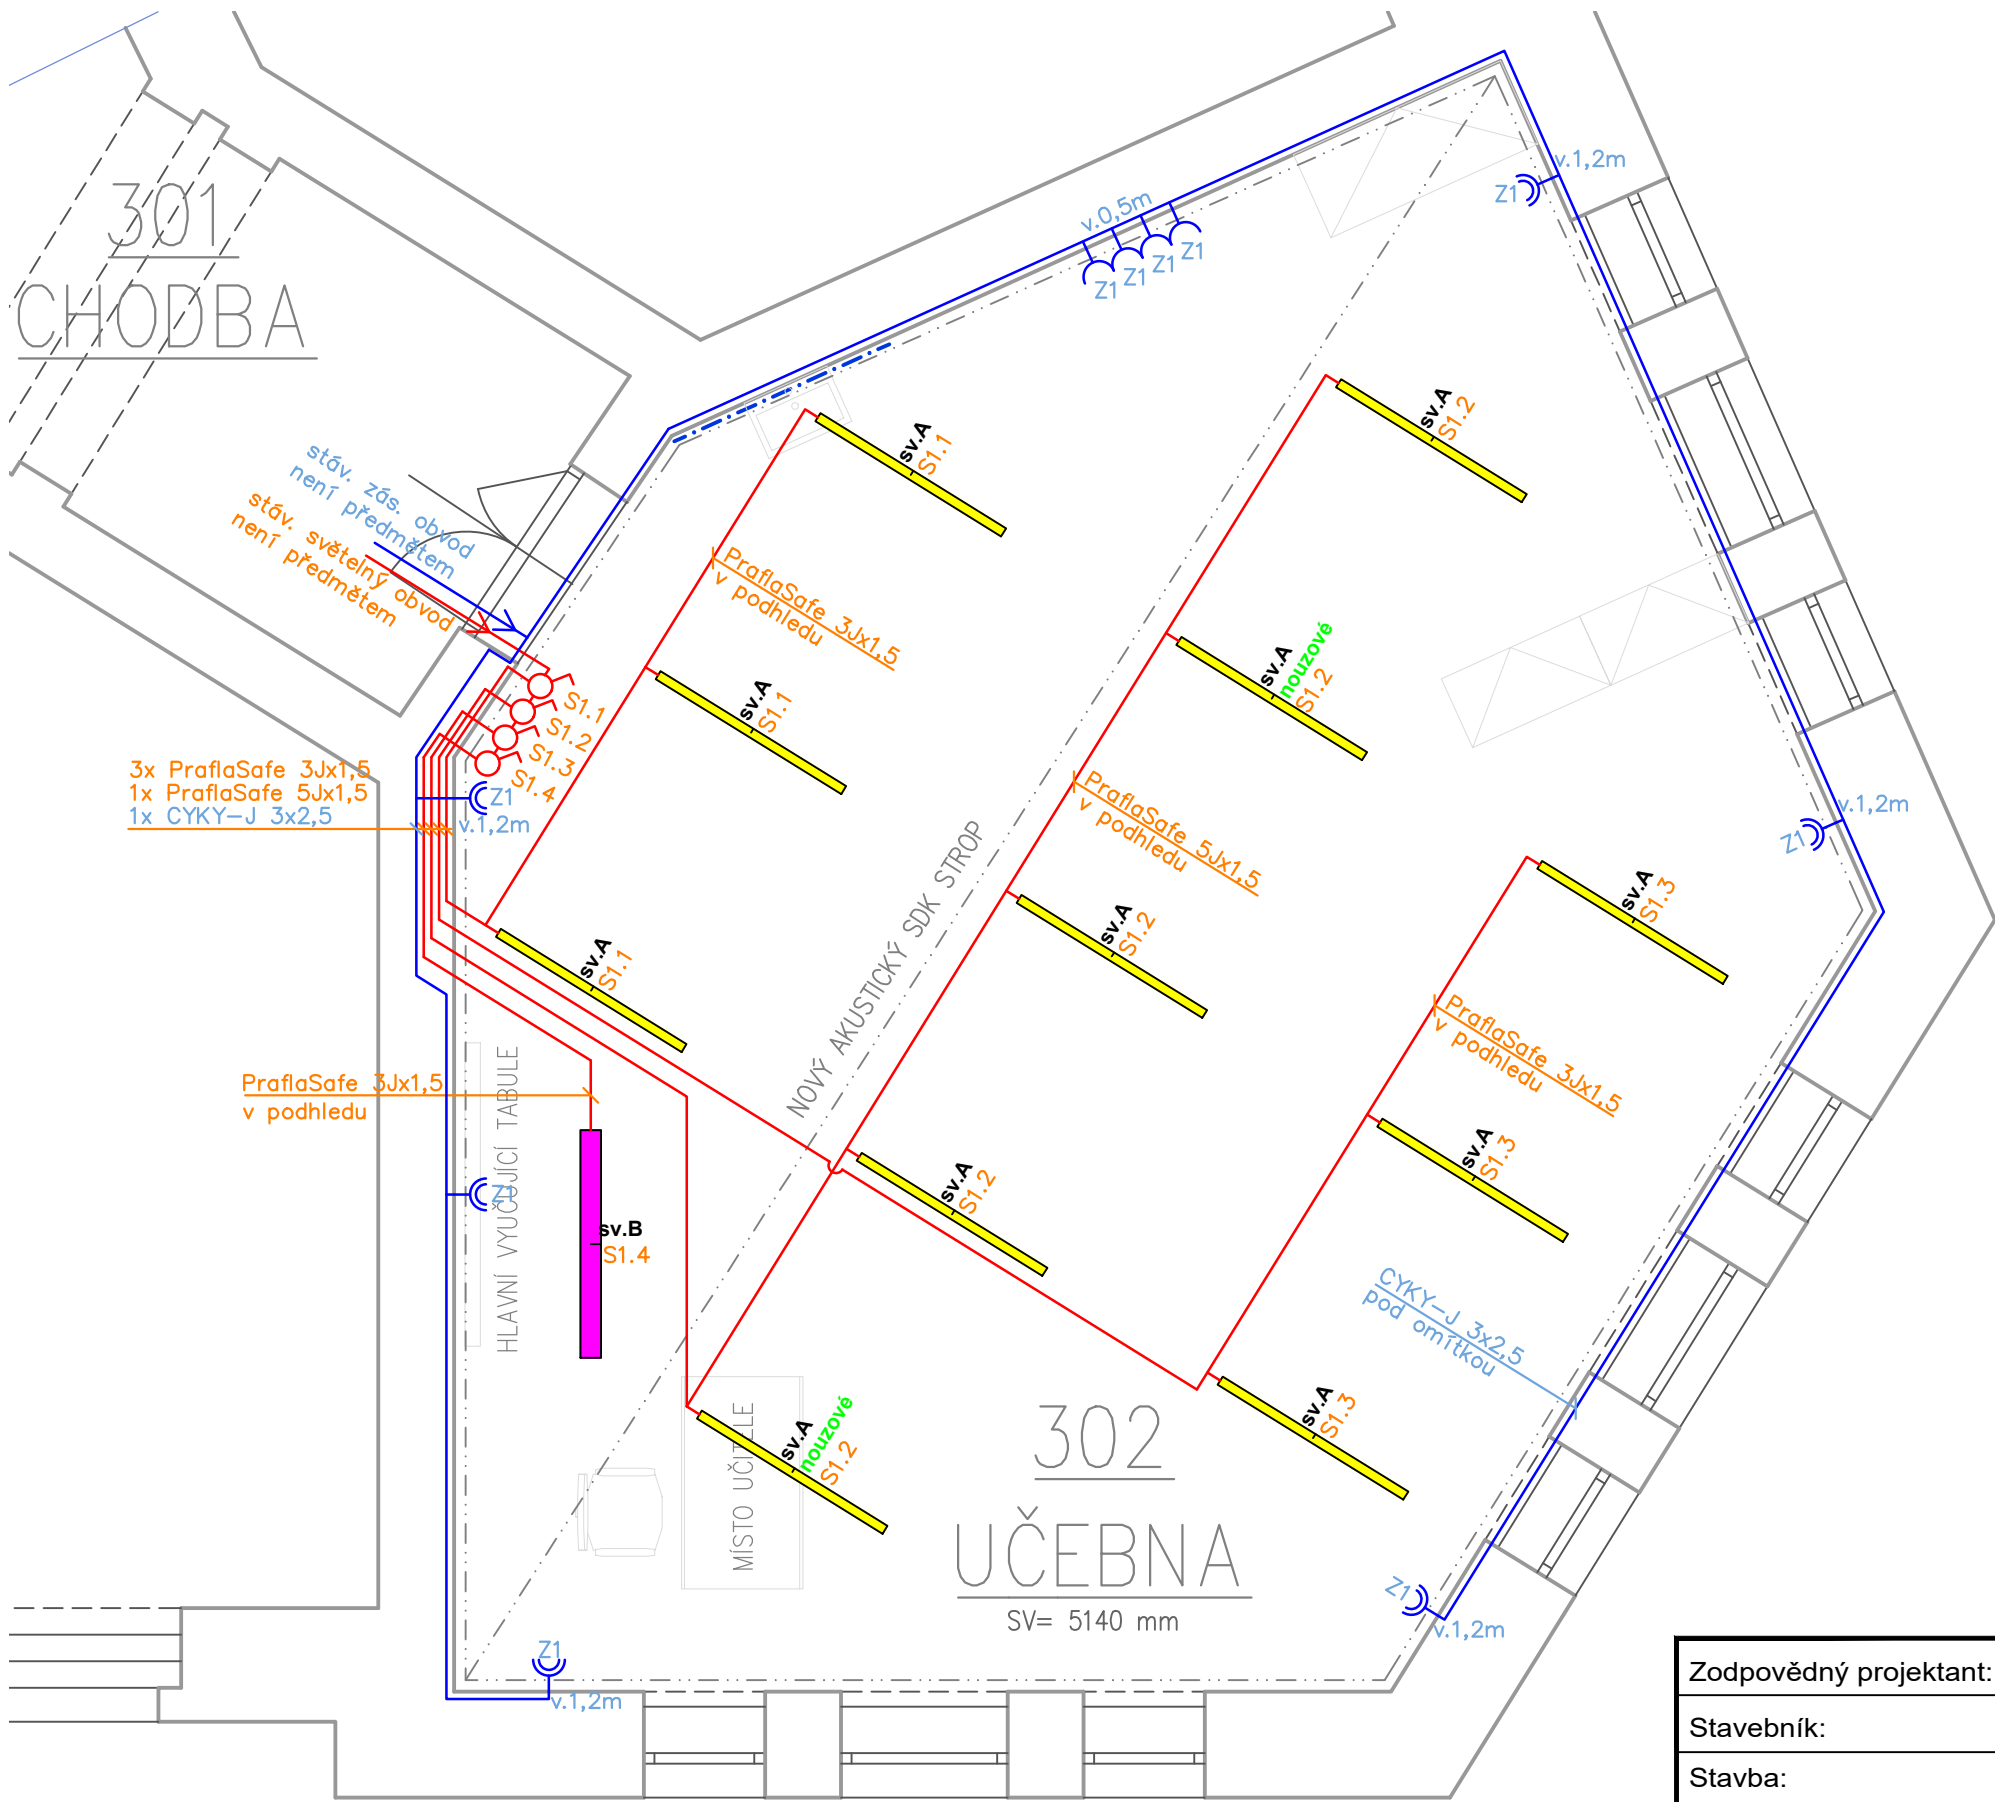 301
CHODBA
v.1,2m
Z1
v.0,5m
Z1
Z1
Z1
Z1
stáv. zás. obvod
není předmětem
stáv. světelný obvod
není předmětem
sv.A
S1.1
sv.A
S1.2
PraflaSafe 3Jx1,5
v podhledu
sv.A
S1.1
sv.A
nouzové
S1.2
S1.1
S1.2
S1.3
S1.4
3x PraflaSafe 3Jx1,5
1x PraflaSafe 5Jx1,5
1x CYKY-J 3x2,5
Z1
v.1,2m
PraflaSafe 5Jx1,5
v podhledu
v.1,2m
Z1
NOVÝ AKUSTICKÝ SDK STROP
sv.A
S1.1
sv.A
S1.2
sv.A
S1.3
PraflaSafe 3Jx1,5
v podhledu
PraflaSafe 3Jx1,5
v podhledu
HLAVNÍ VYUČUJÍCÍ TABULE
Z1
sv.B
S1.4
sv.A
S1.2
sv.A
S1.3
CYKY-J 3x2,5
pod omítkou
sv.A
nouzové
S1.2
MÍSTO UČITELE
sv.A
S1.3
302
UČEBNA
SV= 5140 mm
Z1
v.1,2m
Z1
v.1,2m
Zodpovědný projektant:
Stavebník:
Stavba: